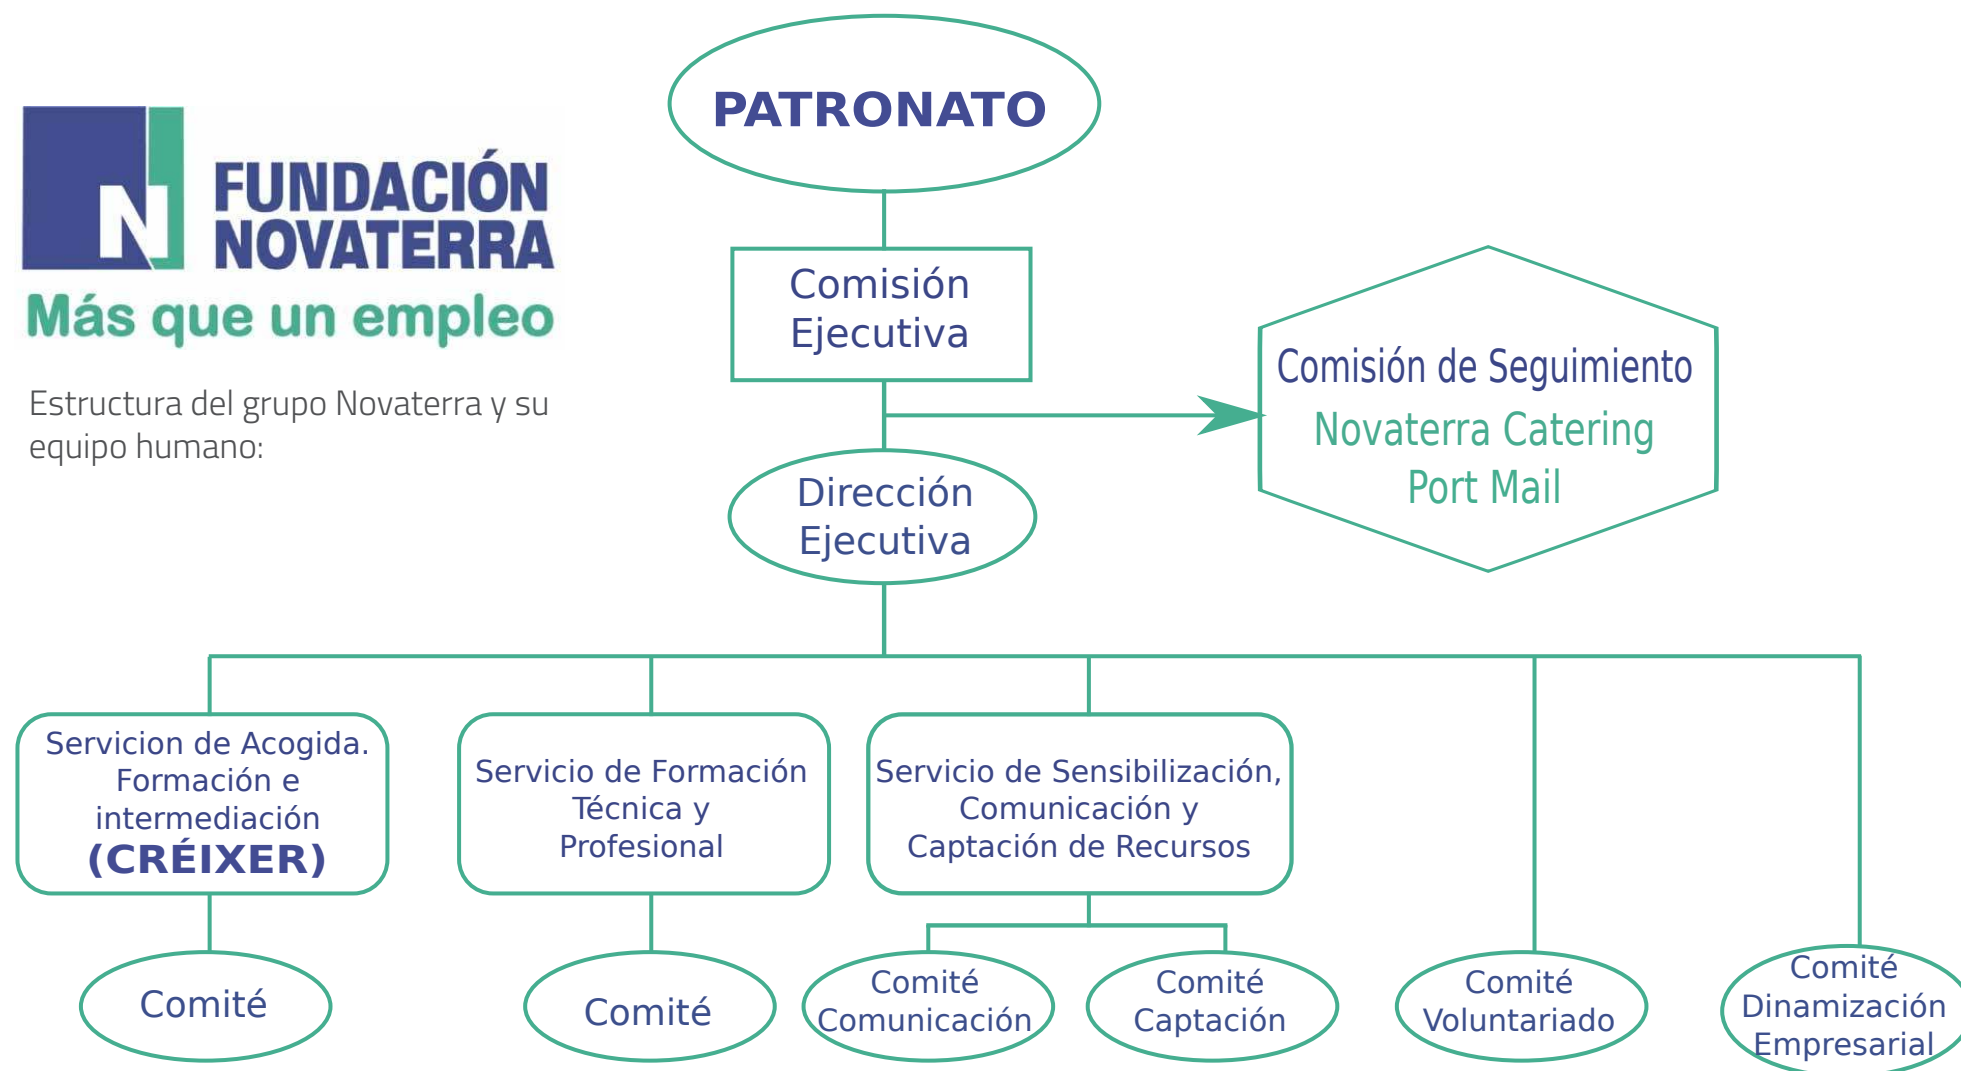 PATRONATO
N
FUNDACIÓN
NOVATERRA
Más que un empleo
Estructura del grupo Novaterra y su
equipo humano:
Comisión
Ejecutiva
Comisión de Seguimiento
Novaterra Catering
Port Mail
Dirección
Ejecutiva
Servicion de Acogida.
Formación e
intermediación
(CRÉIXER)
Servicio de Formación
Técnica y
Profesional
Servicio de Sensibilización,
Comunicación y
Captación de Recursos
Comité
Comité
Comité
Comunicación
Comité
Captación
Comité
Voluntariado
Comité
Dinamización
Empresarial